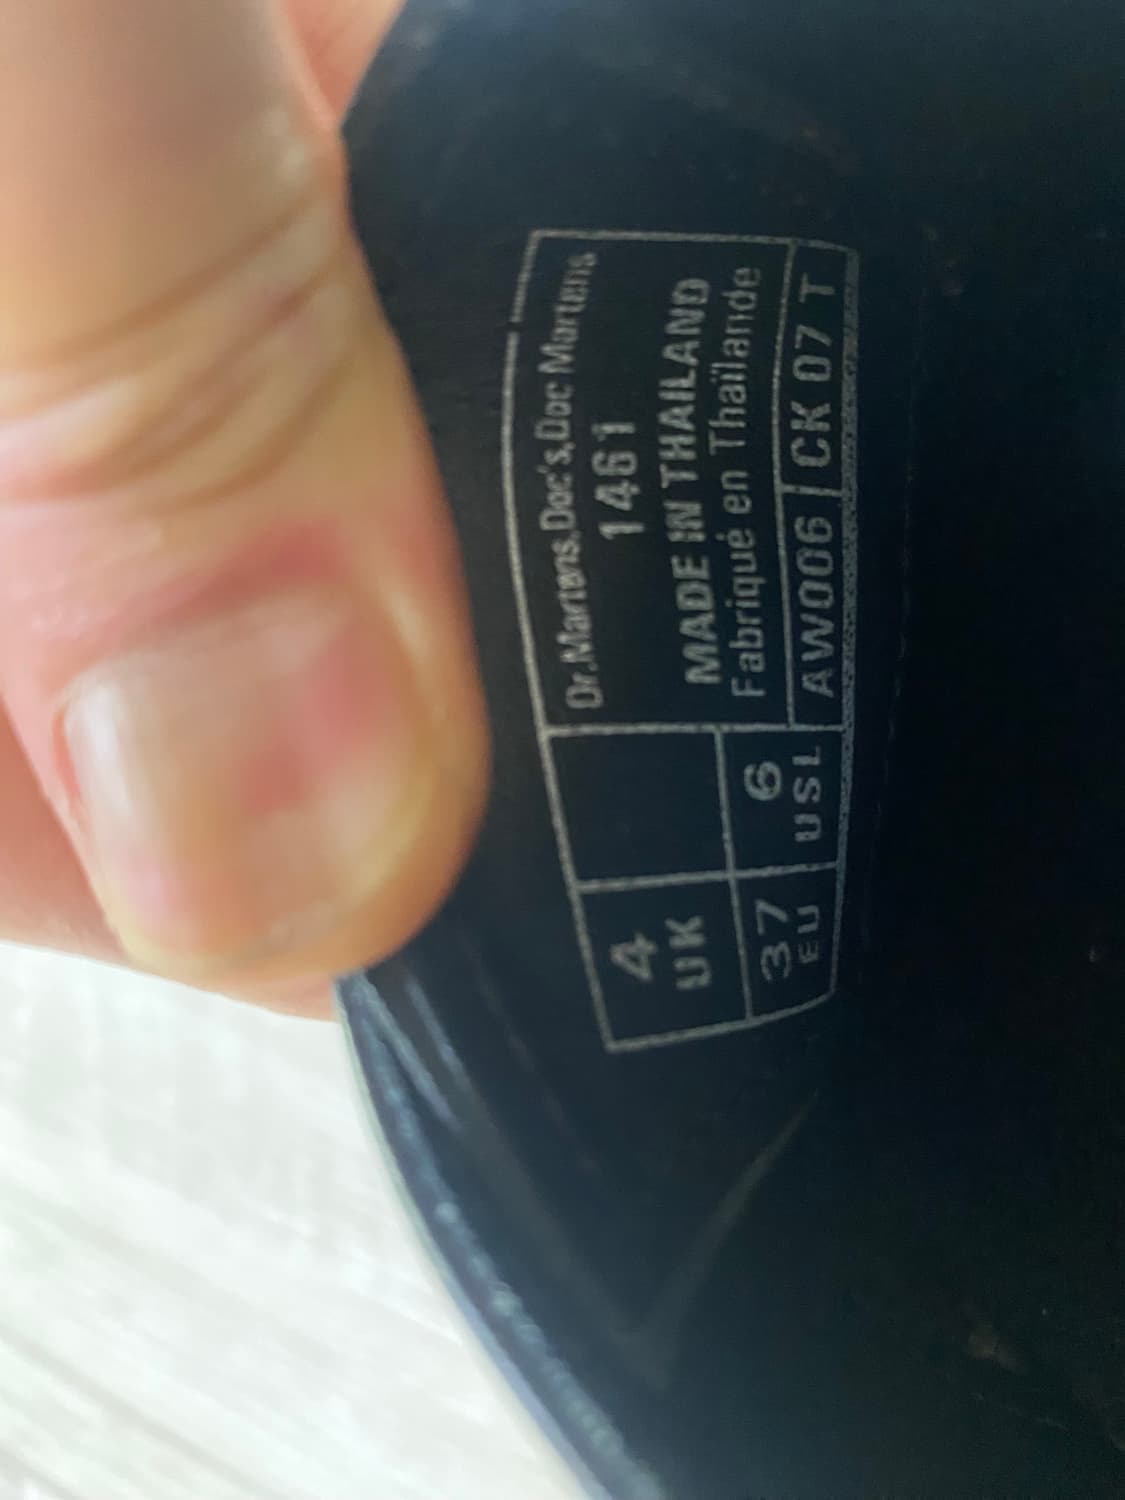 Dr.Martens,Doc's,Doc Martens
1461
MADE IN THAILAND
Fabriqué en Thaïlande
AW006 CK 07 T
4
UK
37
EU
6
USL